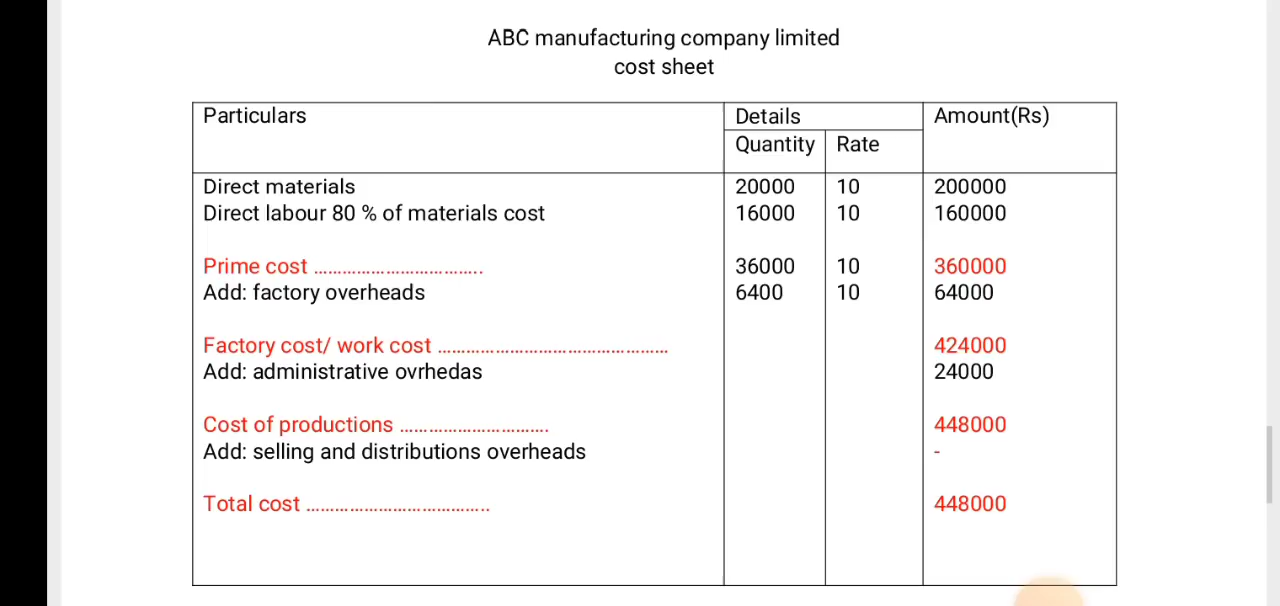 ABC manufacturing company limited
cost sheet
Particulars Details Amount(Rs)
Quantity Rate
Direct materials 20000 10 200000
Direct labour 80 % of materials cost 16000 10 160000
Prime cost ………………………………. 36000 10 360000
Add: factory overheads 6400 10 64000
Factory cost/ work cost ………………………………………… 424000
Add: administrative ovrhedas 24000
Cost of productions …………………………. 448000
Add: selling and distributions overheads -
Total cost ……………………………….. 448000